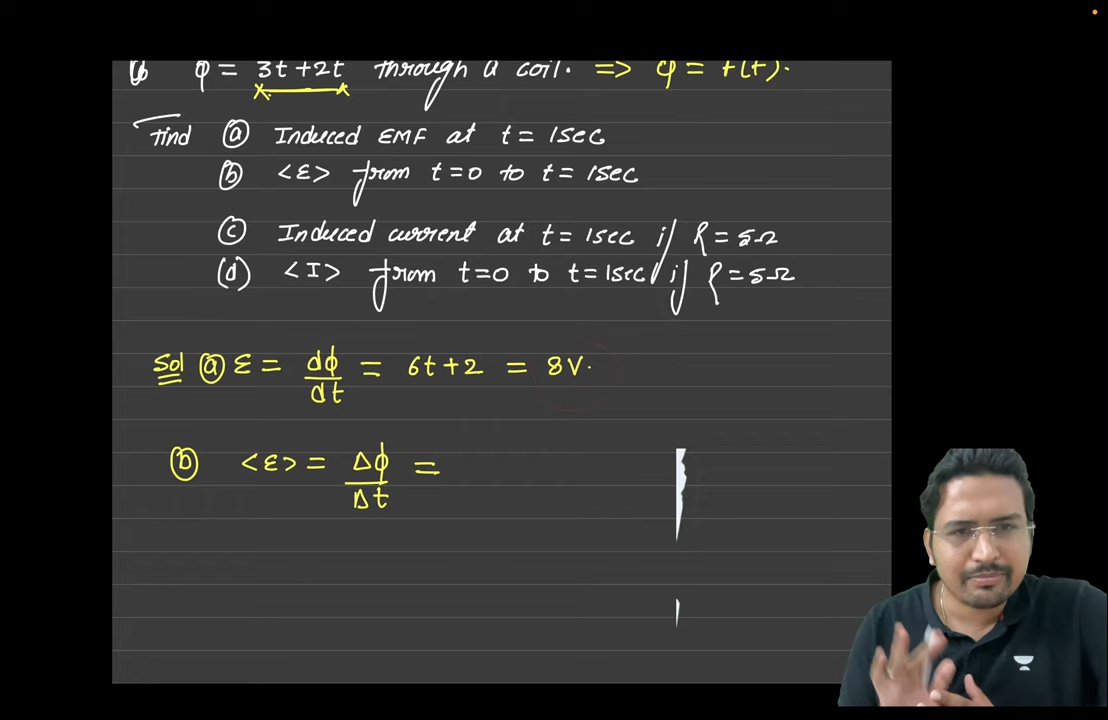 φ = 3t + 2t through a coil. => φ = f(t).
Find (a) Induced EMF at t = 1sec
(b) <ε> from t=0 to t = 1sec
(c) Induced current at t = 1sec if R = 5Ω
(d) <I> from t=0 to t = 1sec if R = 5Ω
Sol (a) ε = dφ/dt = 6t + 2 = 8V.
(b) <ε> = Δφ/Δt =